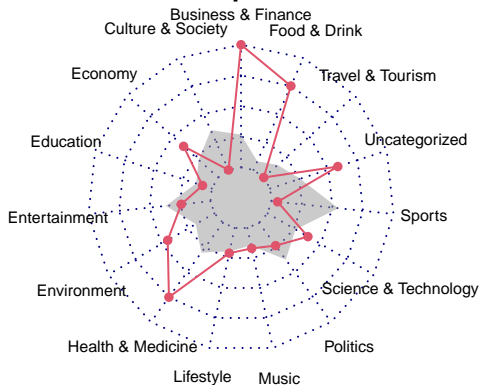 Business & Finance
Culture & Society
Food & Drink
Economy
Travel & Tourism
Education
Uncategorized
Entertainment
Sports
Environment
Science & Technology
Health & Medicine
Politics
Lifestyle
Music